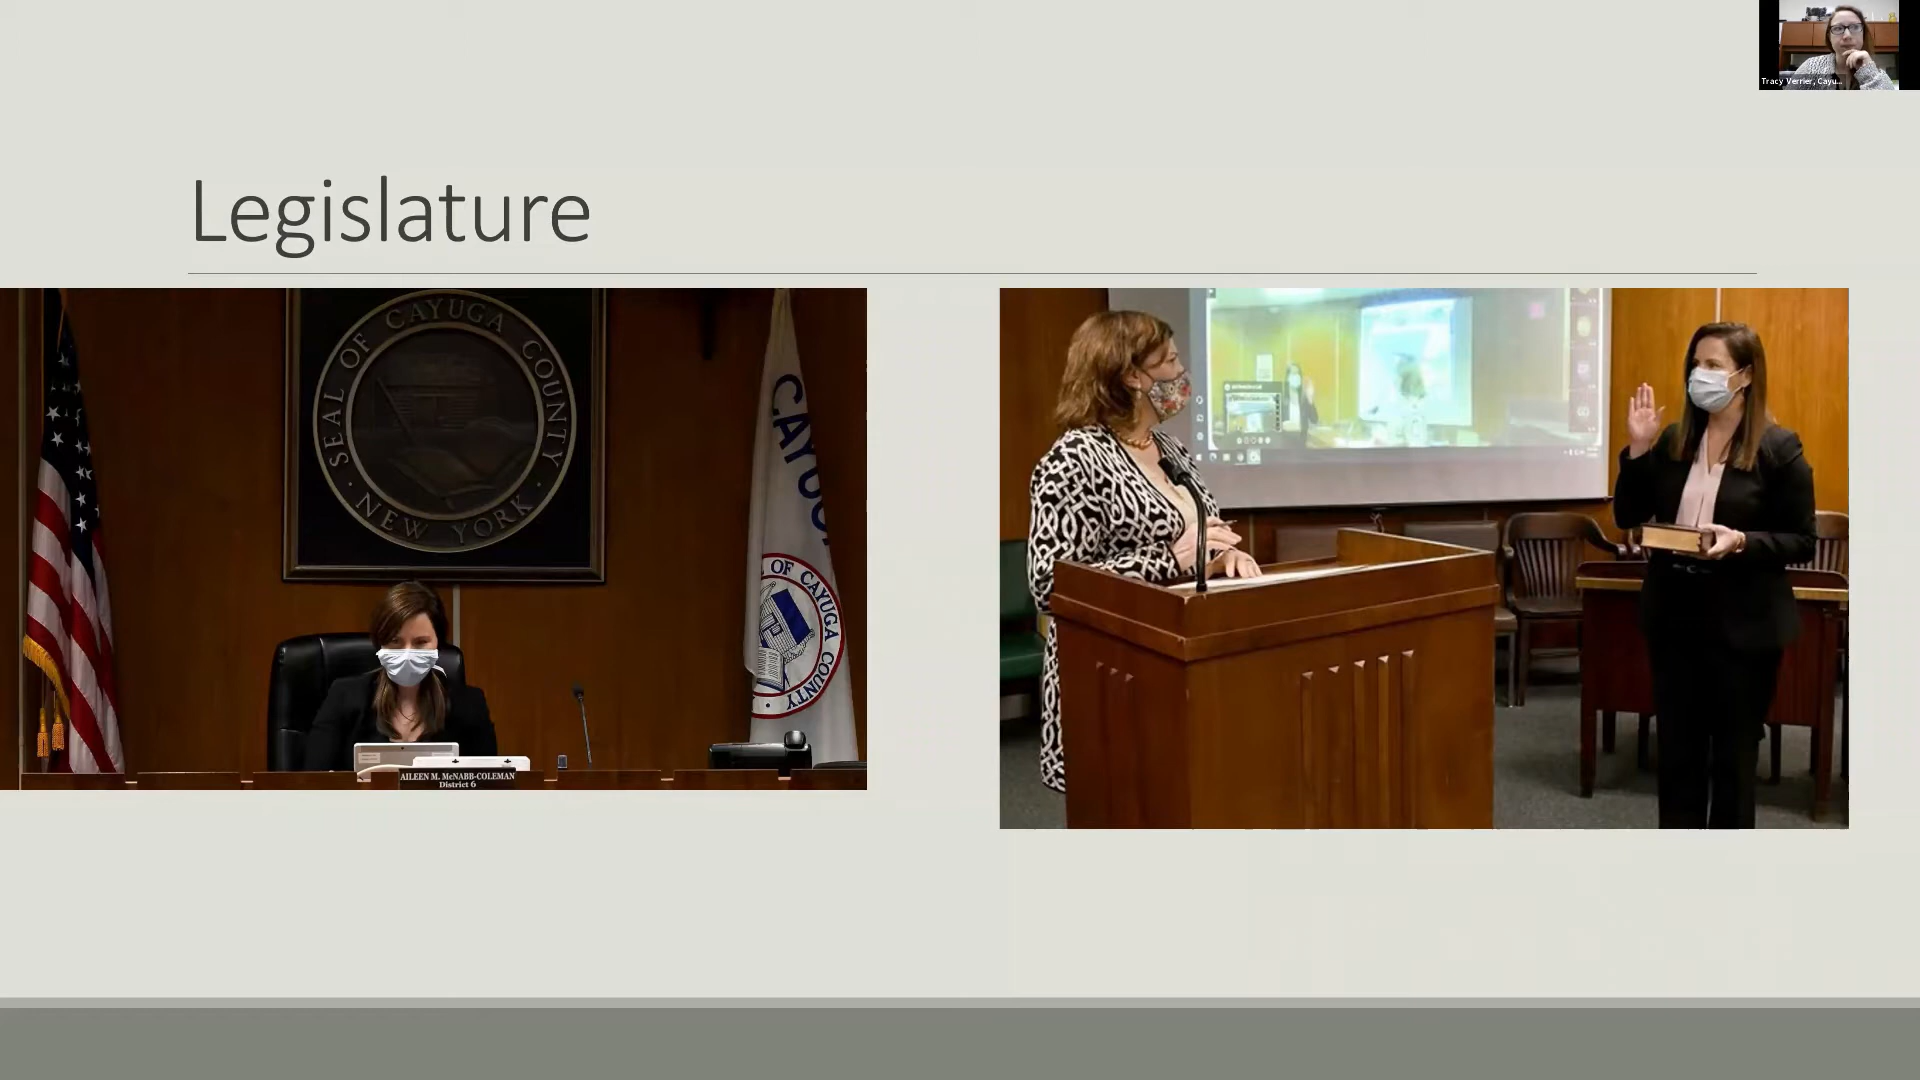 Tracy Verrier, Cayu...
Legislature
SEAL OF CAYUGA COUNTY
· NEW YORK ·
CAYUGA
OF CAYUGA COUNTY
AILEEN M. McNABB-COLEMAN
District 6